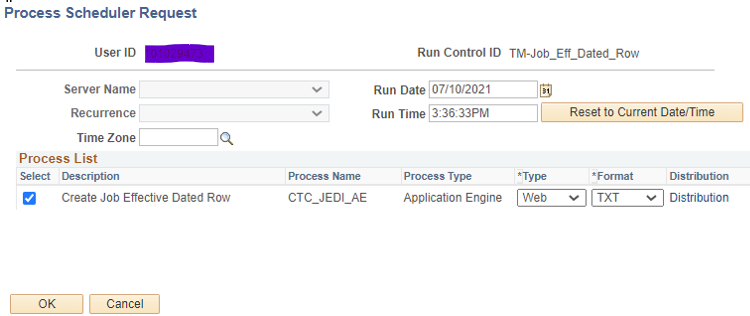 Process Scheduler Request
User ID Run Control ID TM-Job_Eff_Dated_Row
Server Name Run Date 07/10/2021 31
Recurrence Run Time 3:36:33PM Reset to Current Date/Time
Time Zone
Process List
Select Description Process Name Process Type *Type *Format Distribution
Create Job Effective Dated Row CTC_JEDI_AE Application Engine Web TXT Distribution
OK Cancel